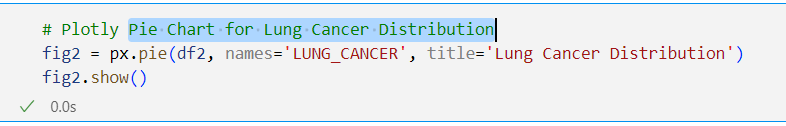 # Plotly Pie Chart for Lung Cancer Distribution
fig2 = px.pie(df2, names='LUNG_CANCER', title='Lung Cancer Distribution')
fig2.show()
0.0s